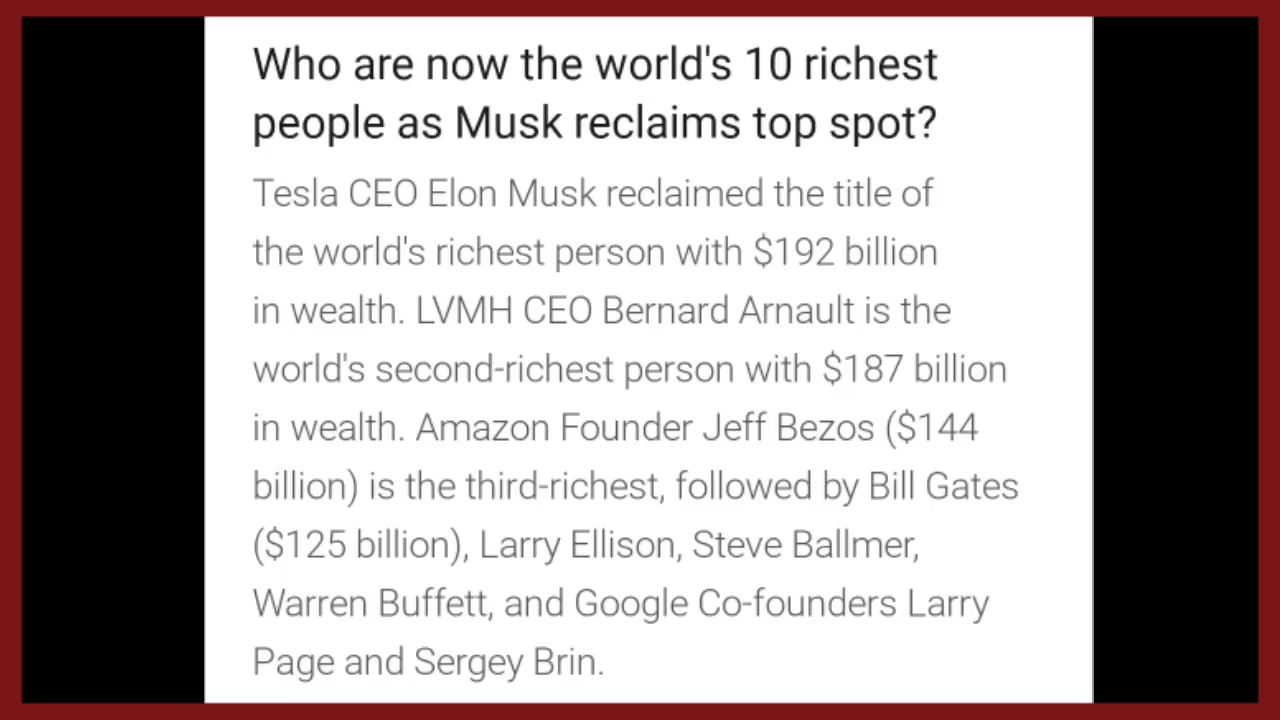 Who are now the world's 10 richest
people as Musk reclaims top spot?
Tesla CEO Elon Musk reclaimed the title of
the world's richest person with $192 billion
in wealth. LVMH CEO Bernard Arnault is the
world's second-richest person with $187 billion
in wealth. Amazon Founder Jeff Bezos ($144
billion) is the third-richest, followed by Bill Gates
($125 billion), Larry Ellison, Steve Ballmer,
Warren Buffett, and Google Co-founders Larry
Page and Sergey Brin.